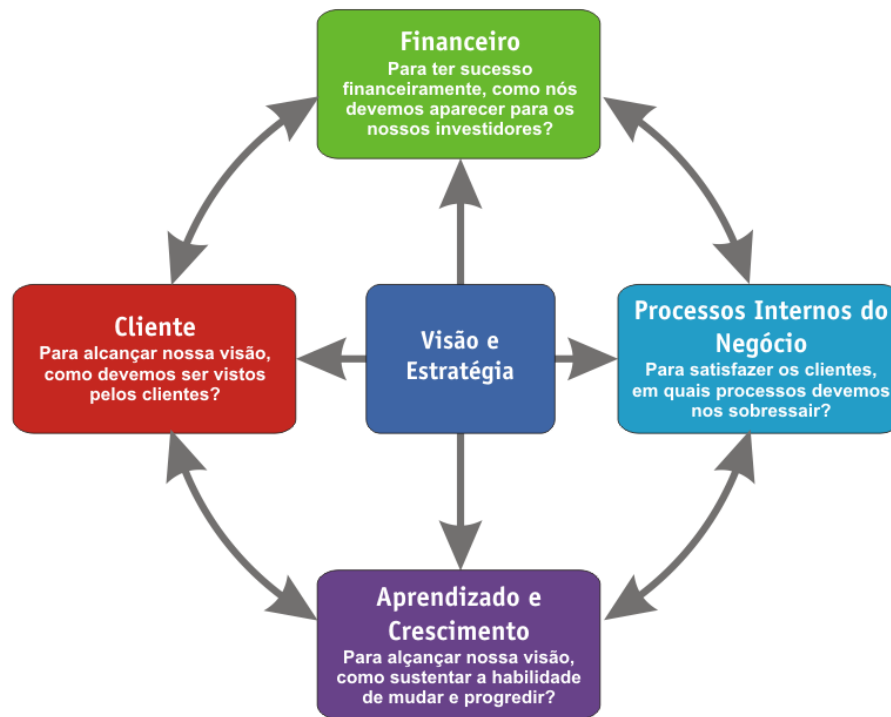 Financeiro
Para ter sucesso
financeiramente, como nós
devemos aparecer para os
nossos investidores?
Cliente
Para alcançar nossa visão,
como devemos ser vistos
pelos clientes?
Visão e
Estratégia
Processos Internos do
Negócio
Para satisfazer os clientes,
em quais processos devemos
nos sobressair?
Aprendizado e
Crescimento
Para alçançar nossa visão,
como sustentar a habilidade
de mudar e progredir?